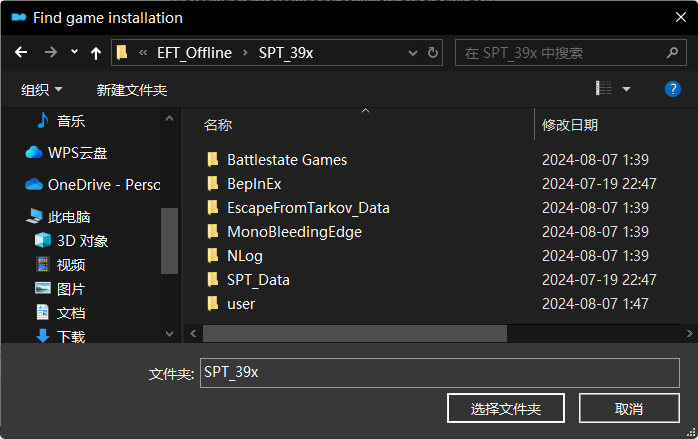 Find game installation
« EFT_Offline › SPT_39x
在 SPT_39x 中搜索
组织 新建文件夹
音乐
WPS云盘
OneDrive - Perso
此电脑
3D 对象
视频
图片
文档
下载
名称 修改日期
Battlestate Games 2024-08-07 1:39
BepInEx 2024-07-19 22:47
EscapeFromTarkov_Data 2024-08-07 1:39
MonoBleedingEdge 2024-08-07 1:39
NLog 2024-08-07 1:39
SPT_Data 2024-07-19 22:47
user 2024-08-07 1:47
文件夹: SPT_39x
选择文件夹 取消